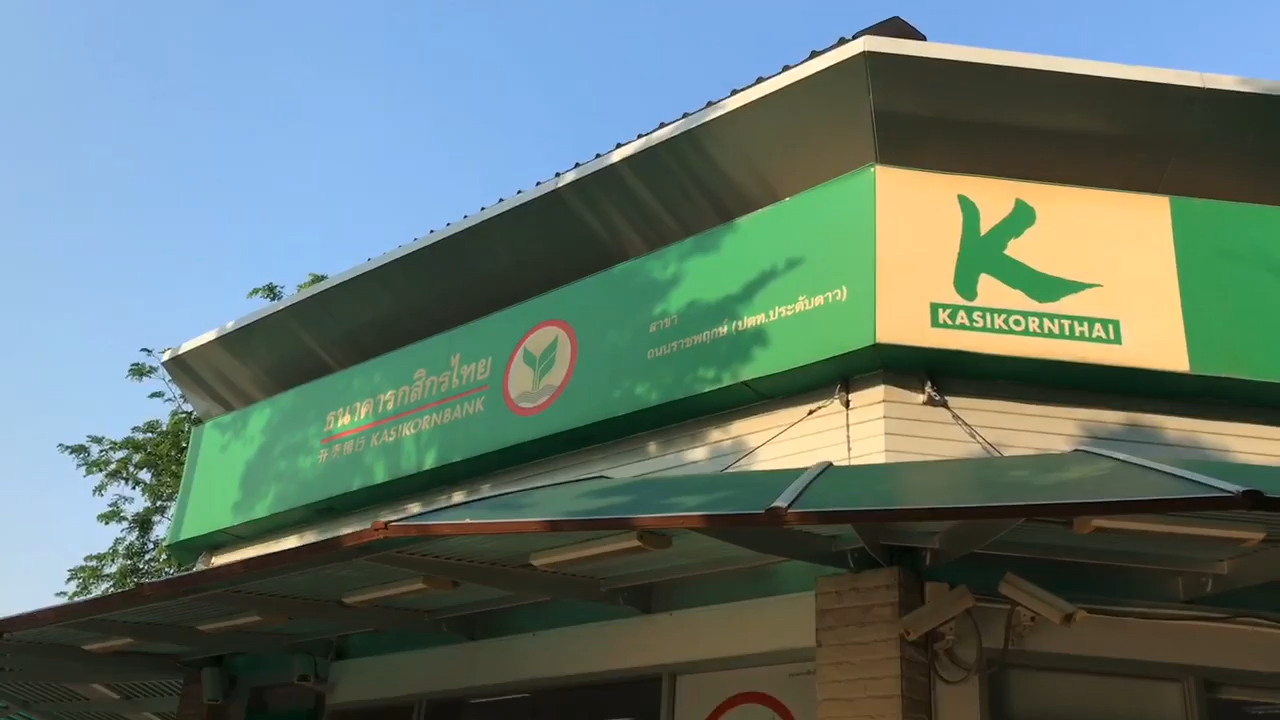 ธนาคารกสิกรไทย
开泰银行 KASIKORNBANK
สาขา
ถนนราชพฤกษ์ (ปตท.ประดับดาว)
K
KASIKORNTHAI